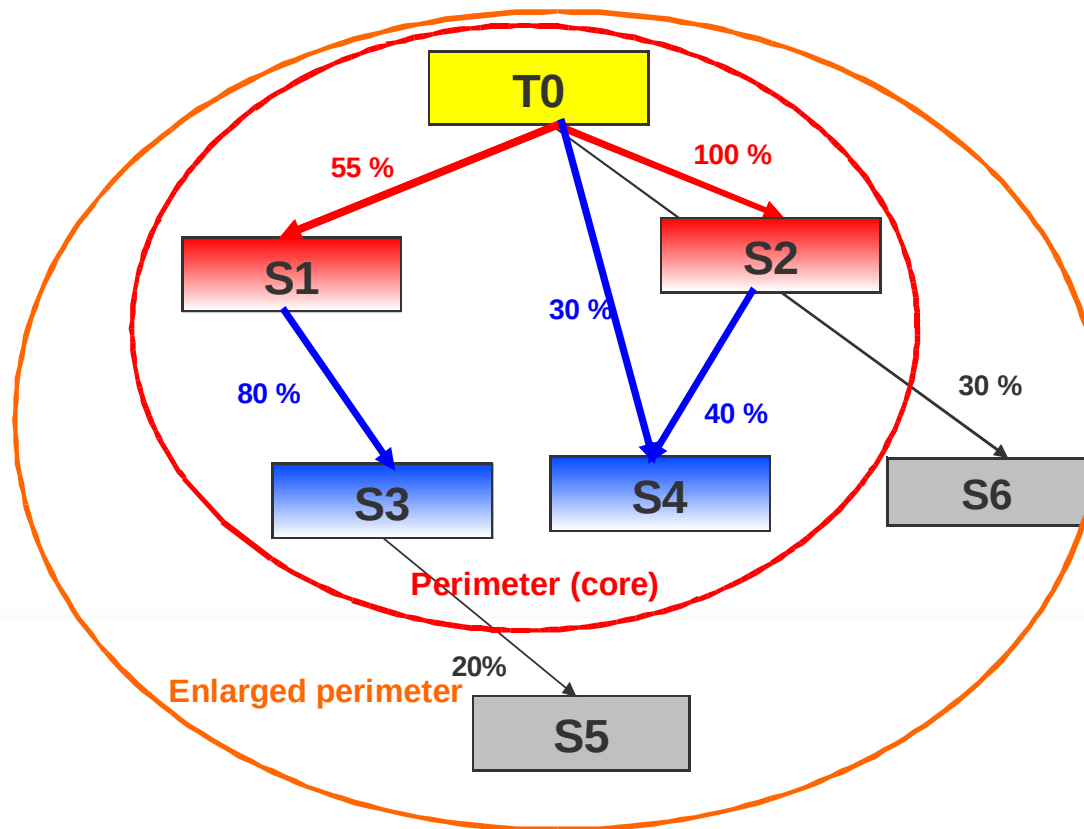 T0
55 %
100 %
S1
S2
30 %
80 %
40 %
30 %
S3
S4
S6
Perimeter (core)
20%
Enlarged perimeter
S5